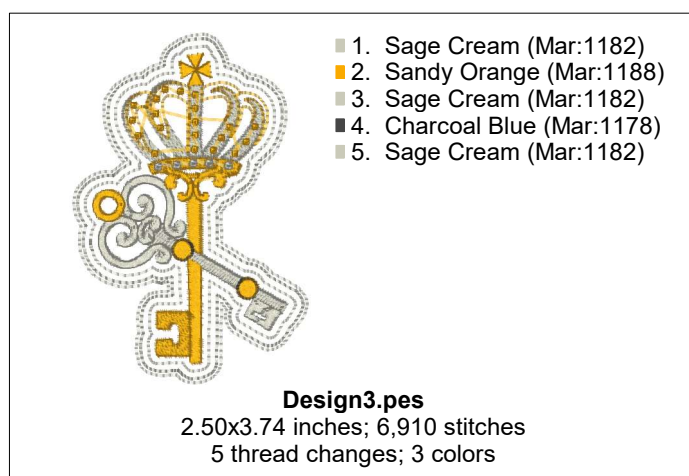 1. Sage Cream (Mar:1182)
2. Sandy Orange (Mar:1188)
3. Sage Cream (Mar:1182)
4. Charcoal Blue (Mar:1178)
5. Sage Cream (Mar:1182)
Design3.pes
2.50x3.74 inches; 6,910 stitches
5 thread changes; 3 colors